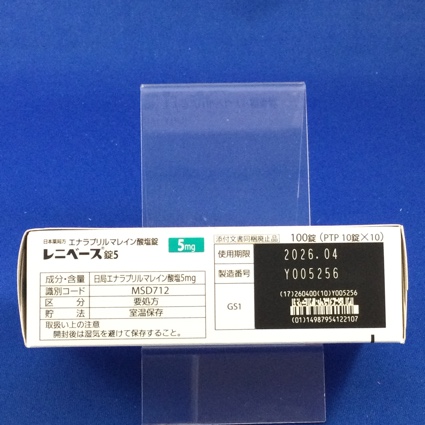 日本薬局方 エナラプリルマレイン酸塩錠
レニベース®錠5
5mg
添付文書同梱廃止品 100錠 (PTP 10錠×10)
成分・含量 日局エナラプリルマレイン酸塩5mg
識別コード MSD712
区分 要処方
貯法 室温保存
取扱い上の注意
開封後は湿気を避けて保存すること。
使用期限 2026.04
製造番号 Y005256
GS1
(17)260400(10)Y005256
(01)14987954122107